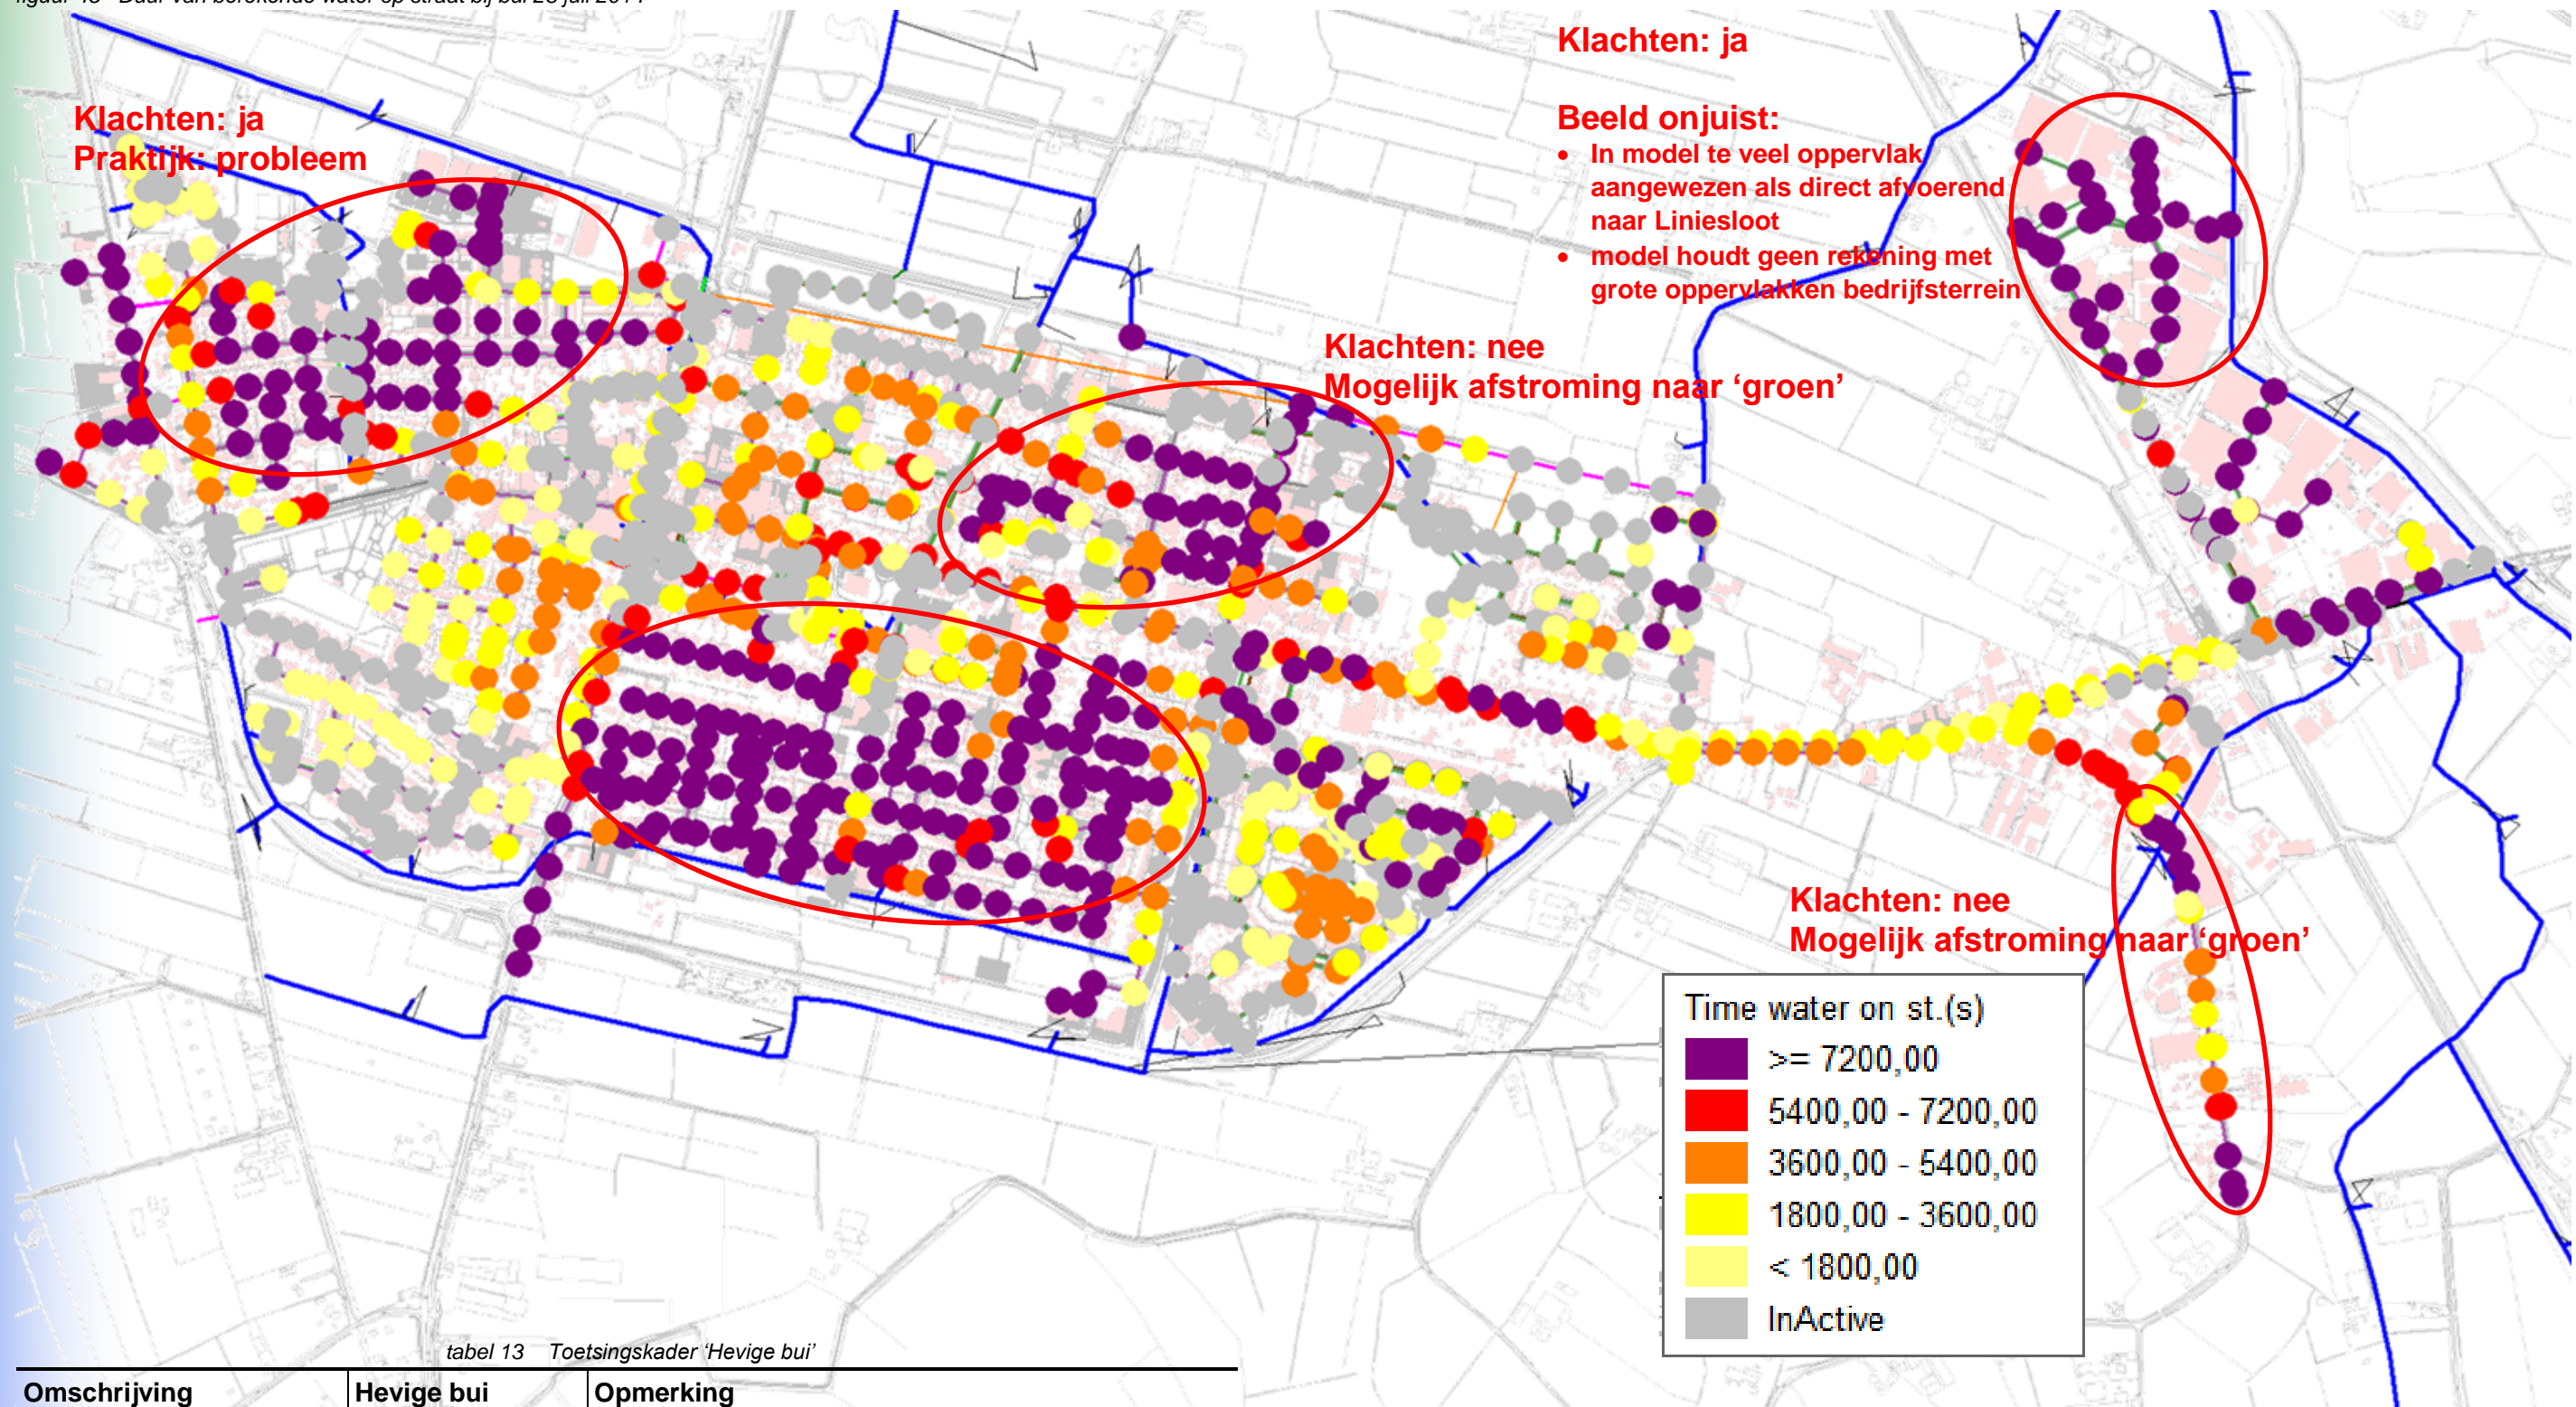 Klachten: ja
Praktijk: probleem
Klachten: ja
Beeld onjuist:
• In model te veel oppervlak
aangewezen als direct afvoerend
naar Liniesloot
• model houdt geen rekening met
grote oppervlakken bedrijfsterrein
Klachten: nee
Mogelijk afstroming naar ‘groen’
Klachten: nee
Mogelijk afstroming naar ‘groen’
Time water on st.(s)
>= 7200,00
5400,00 - 7200,00
3600,00 - 5400,00
1800,00 - 3600,00
< 1800,00
InActive
tabel 13 Toetsingskader ‘Hevige bui’
Omschrijving Hevige bui Opmerking